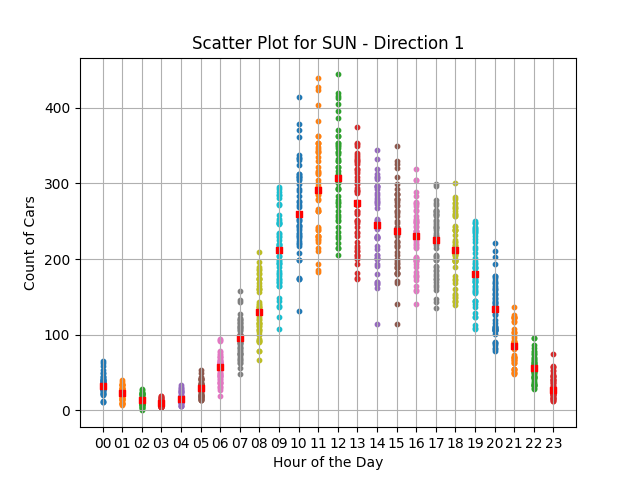 Scatter Plot for SUN - Direction 1
Count of Cars
400
300
200
100
0
00 01 02 03 04 05 06 07 08 09 10 11 12 13 14 15 16 17 18 19 20 21 22 23
Hour of the Day